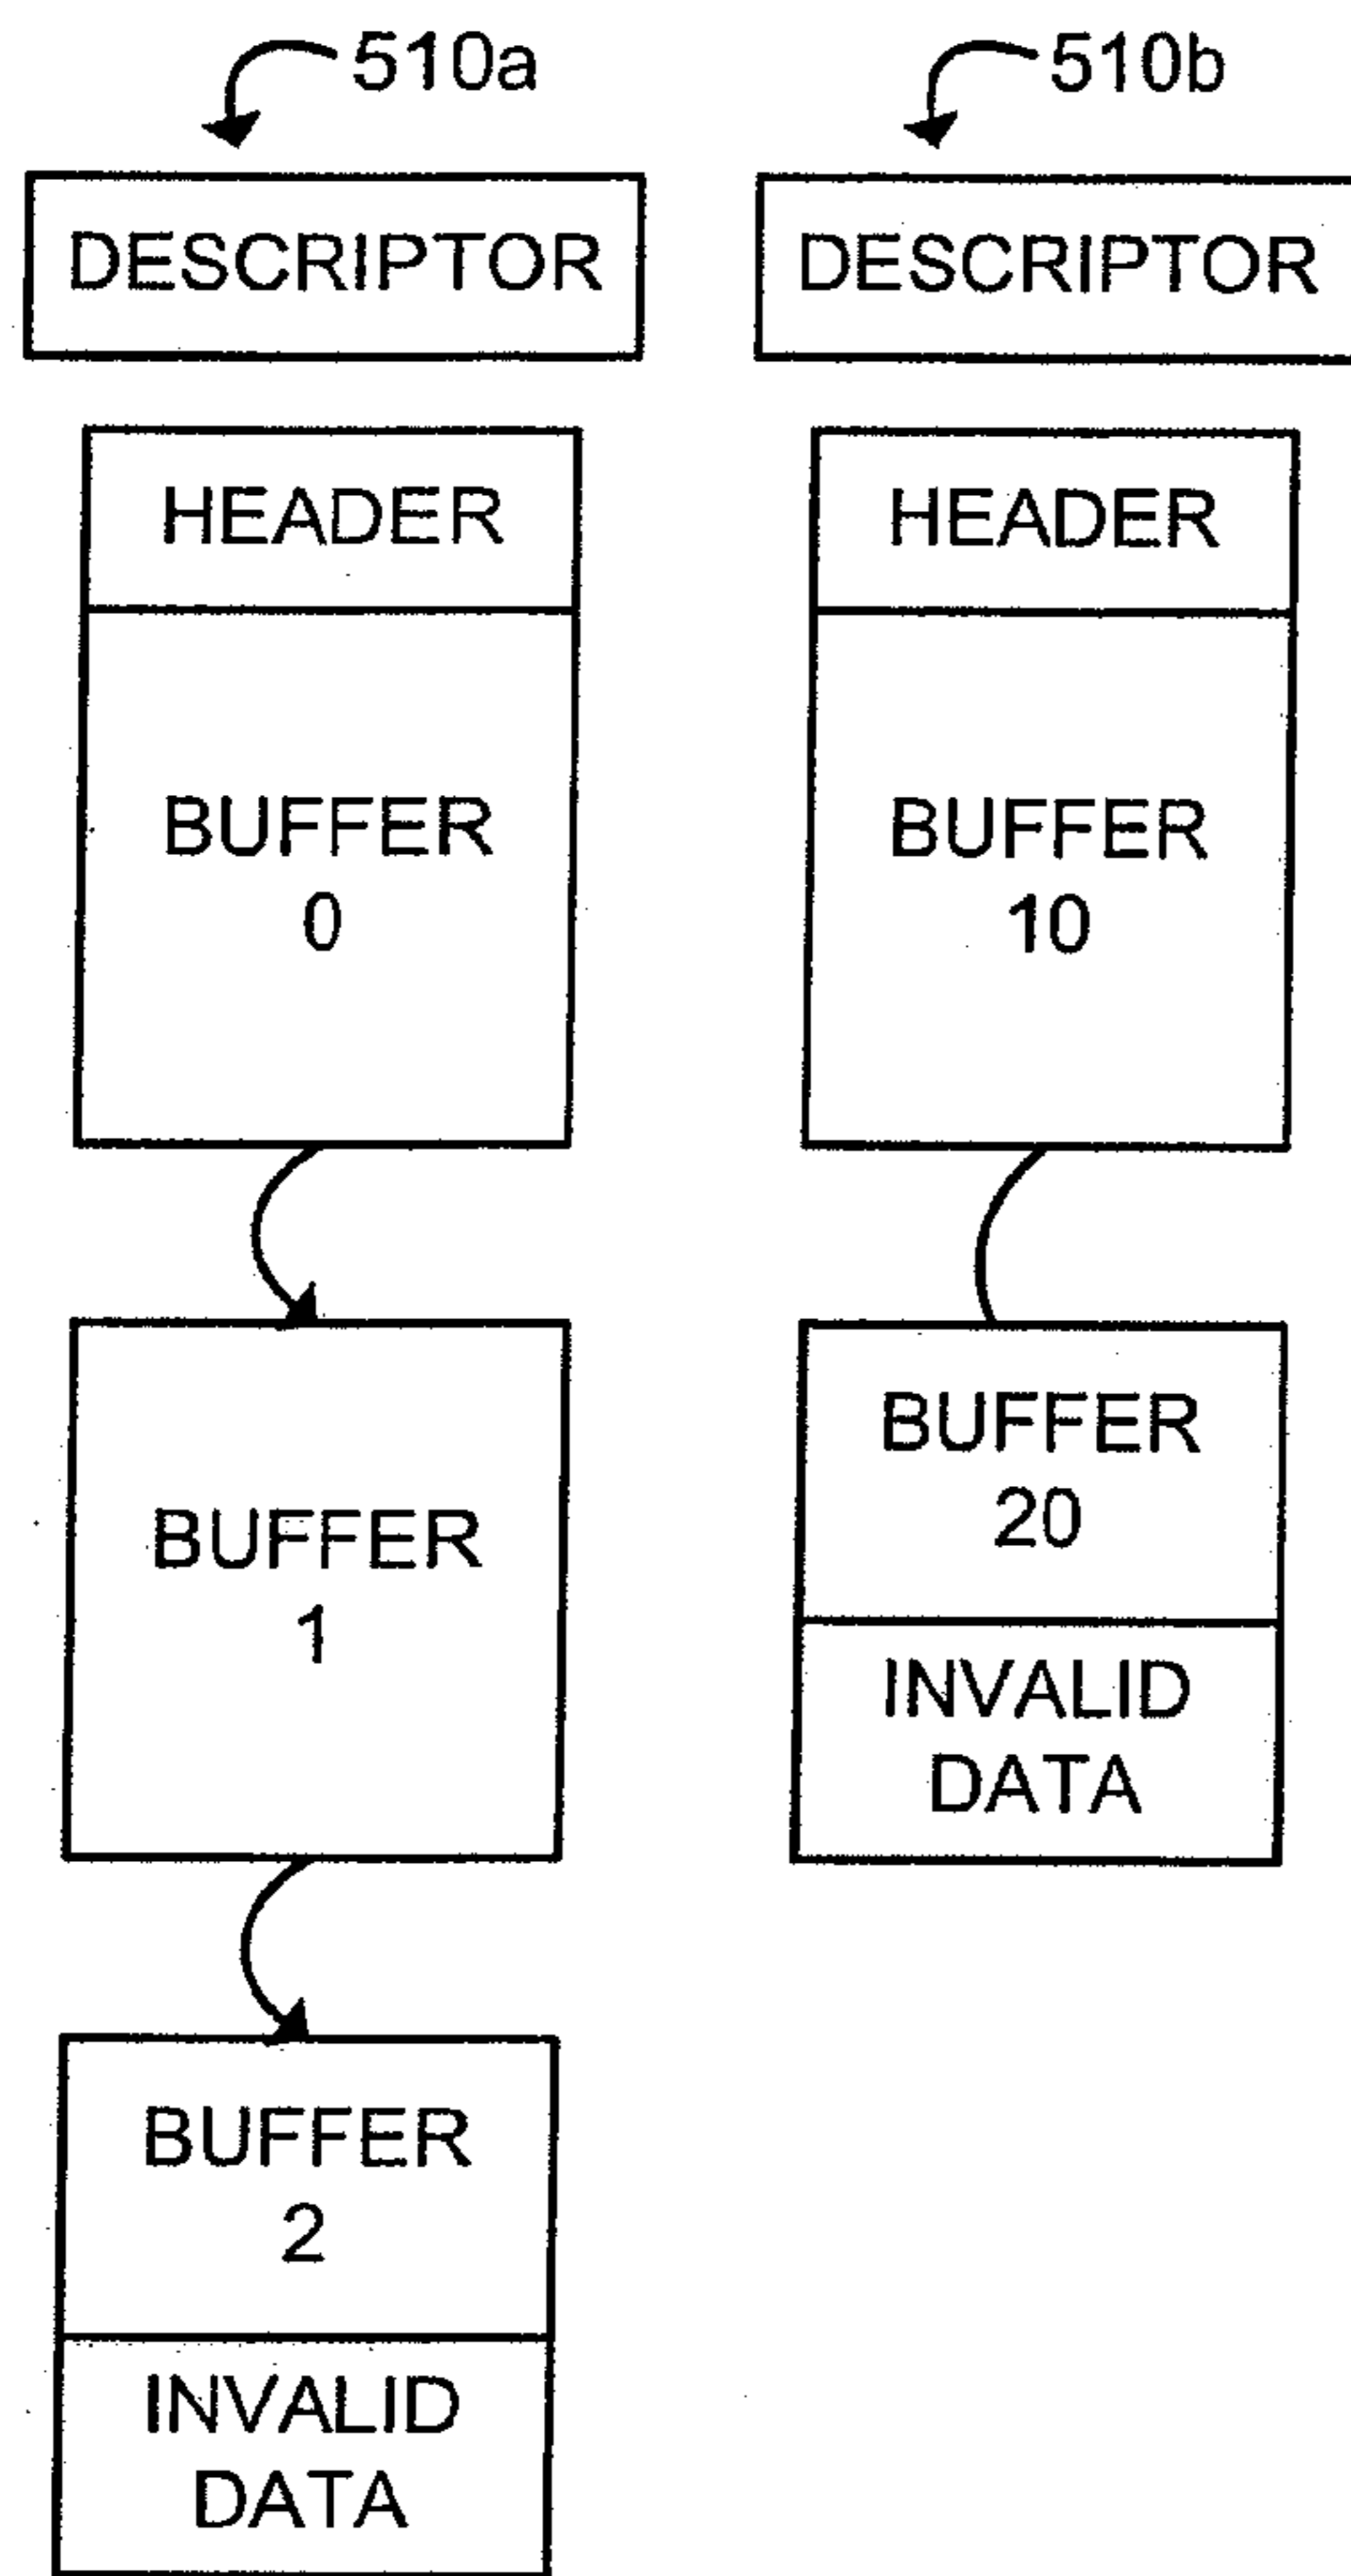 510a
DESCRIPTOR
HEADER
BUFFER
0
BUFFER
1
BUFFER
2
INVALID
DATA
510b
DESCRIPTOR
HEADER
BUFFER
10
BUFFER
20
INVALID
DATA